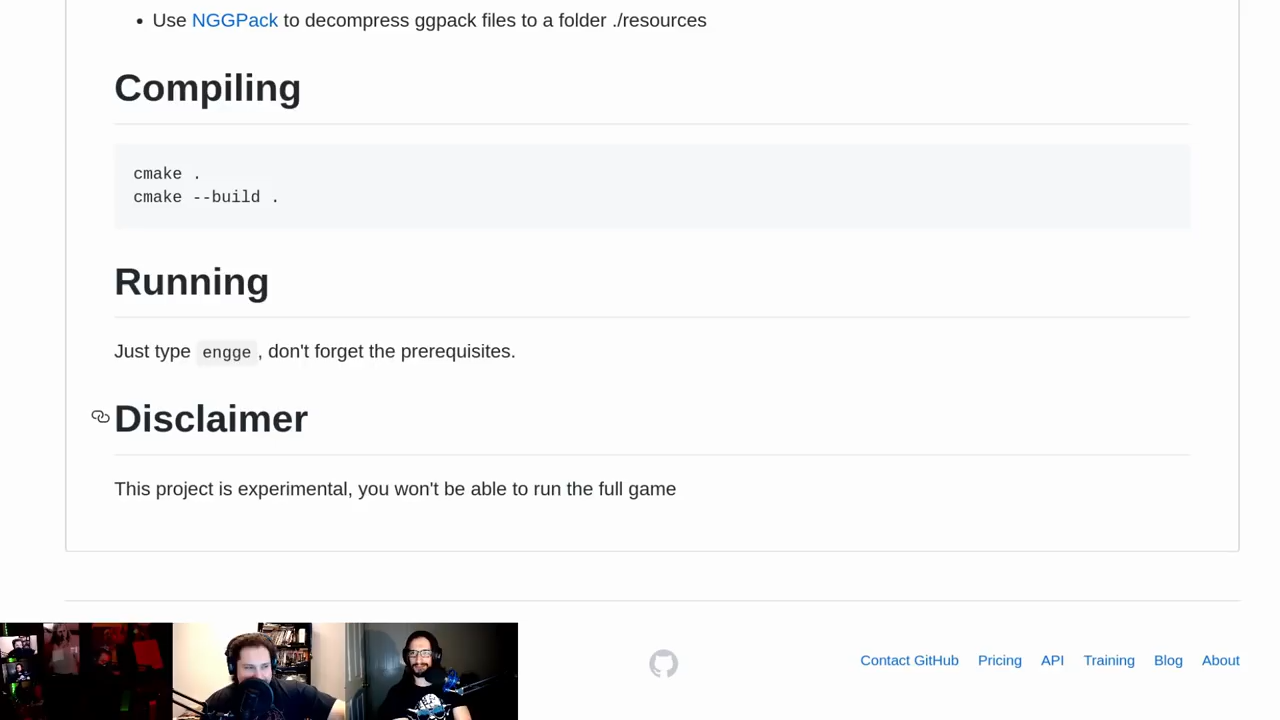 • Use NGGPack to decompress ggpack files to a folder ./resources
Compiling
cmake .
cmake --build .
Running
Just type engge, don't forget the prerequisites.
Disclaimer
This project is experimental, you won't be able to run the full game
Contact GitHub Pricing API Training Blog About